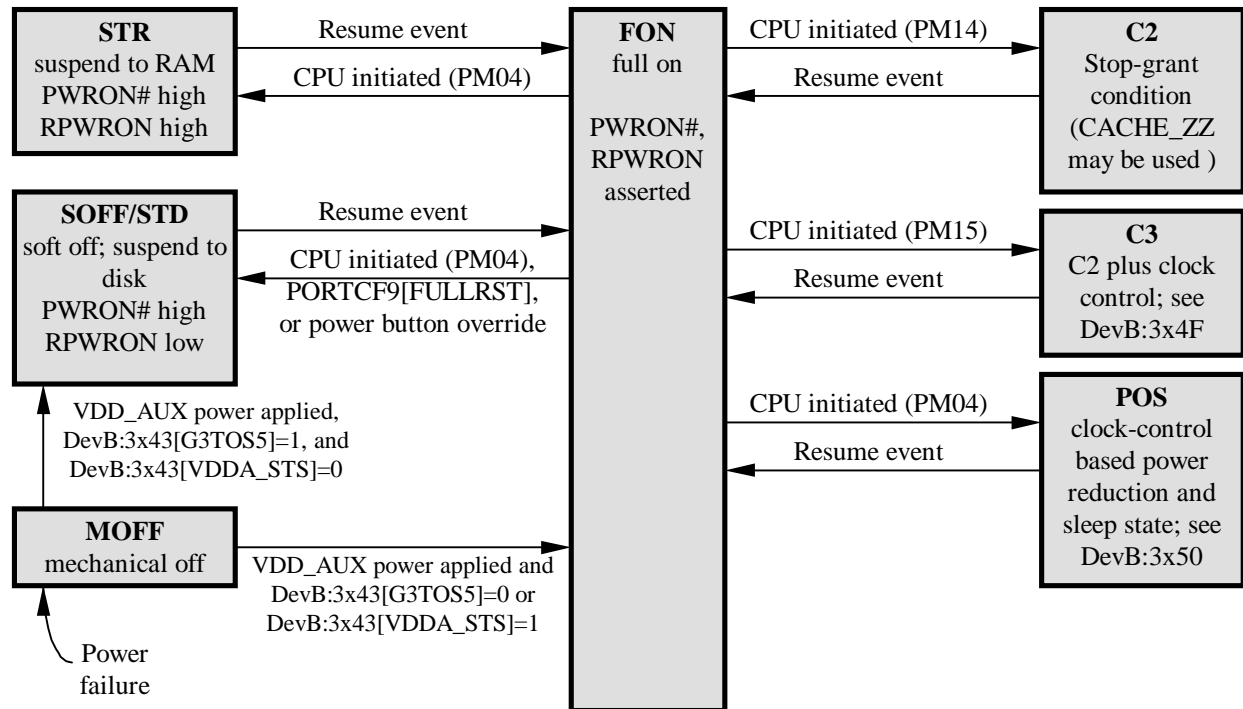 STR
suspend to RAM
PWRON# high
RPWRON high
Resume event
CPU initiated (PM04)
SOFF/STD
soft off; suspend to
disk
PWRON# high
RPWRON low
Resume event
CPU initiated (PM04),
PORTCF9[FULLRST],
or power button override
VDD_AUX power applied,
DevB:3x43[G3TOS5]=1, and
DevB:3x43[VDDA_STS]=0
MOFF
mechanical off
VDD_AUX power applied and
DevB:3x43[G3TOS5]=0 or
DevB:3x43[VDDA_STS]=1
Power
failure
FON
full on
PWRON#,
RPWRON
asserted
CPU initiated (PM14)
Resume event
C2
Stop-grant
condition
(CACHE_ZZ
may be used )
CPU initiated (PM15)
Resume event
C3
C2 plus clock
control; see
DevB:3x4F
CPU initiated (PM04)
Resume event
POS
clock-control
based power
reduction and
sleep state; see
DevB:3x50